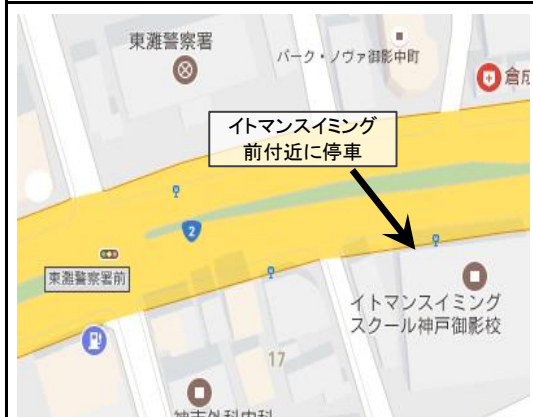 東灘警察署
パーク・ノヴァ御影中町
倉成
イトマンスイミング
前付近に停車
2
東灘警察署前
イトマンスイミング
スクール神戸御影校
17